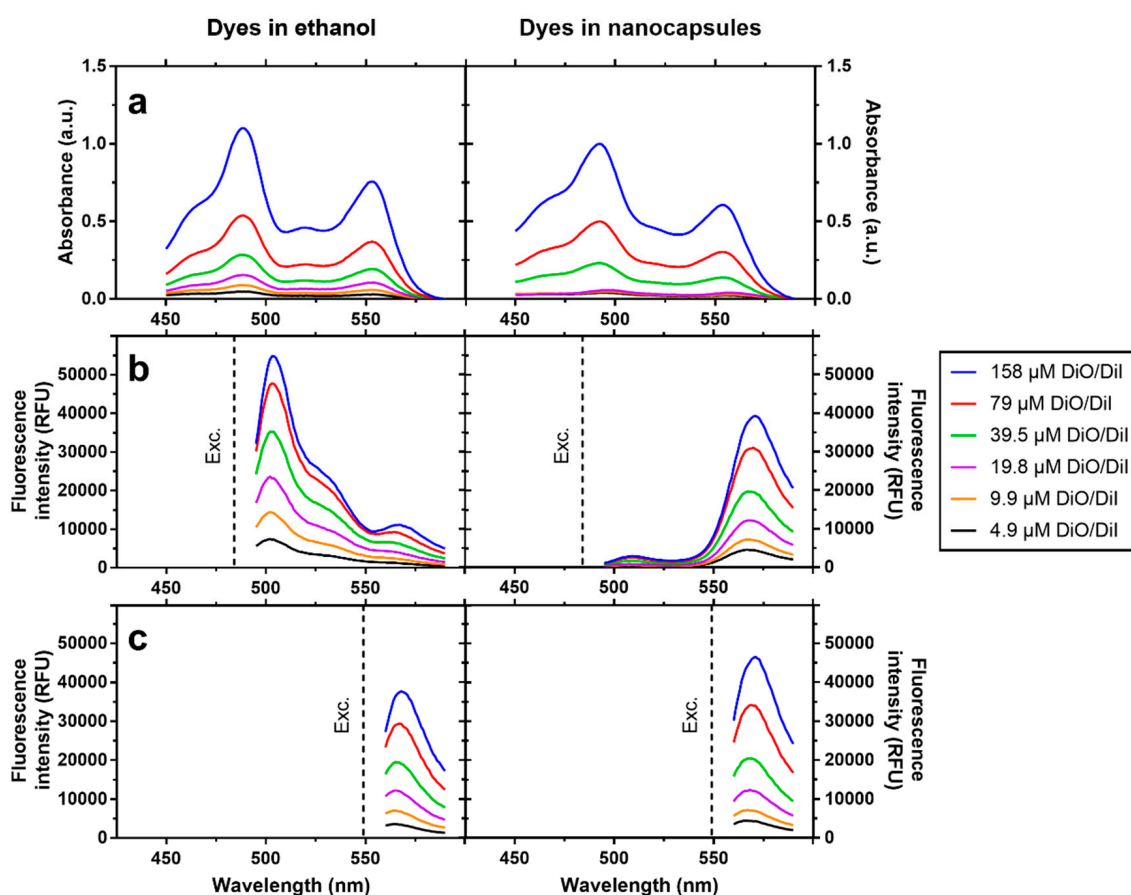 Dyes in ethanol
Dyes in nanocapsules
a
Absorbance (a.u.)
1.5
1.0
0.5
0.0
450
500
550
450
500
550
1.5
1.0
0.5
0.0
Absorbance (a.u.)
b
Fluorescence
intensity (RFU)
50000
40000
30000
20000
10000
0
Exc.
450
500
550
Exc.
450
500
550
50000
40000
30000
20000
10000
0
Fluorescence
intensity (RFU)
158 µM DiO/DiI
79 µM DiO/DiI
39.5 µM DiO/DiI
19.8 µM DiO/DiI
9.9 µM DiO/DiI
4.9 µM DiO/DiI
c
Fluorescence
intensity (RFU)
50000
40000
30000
20000
10000
0
Exc.
450
500
550
Wavelength (nm)
Exc.
450
500
550
Wavelength (nm)
50000
40000
30000
20000
10000
0
Fluorescence
intensity (RFU)